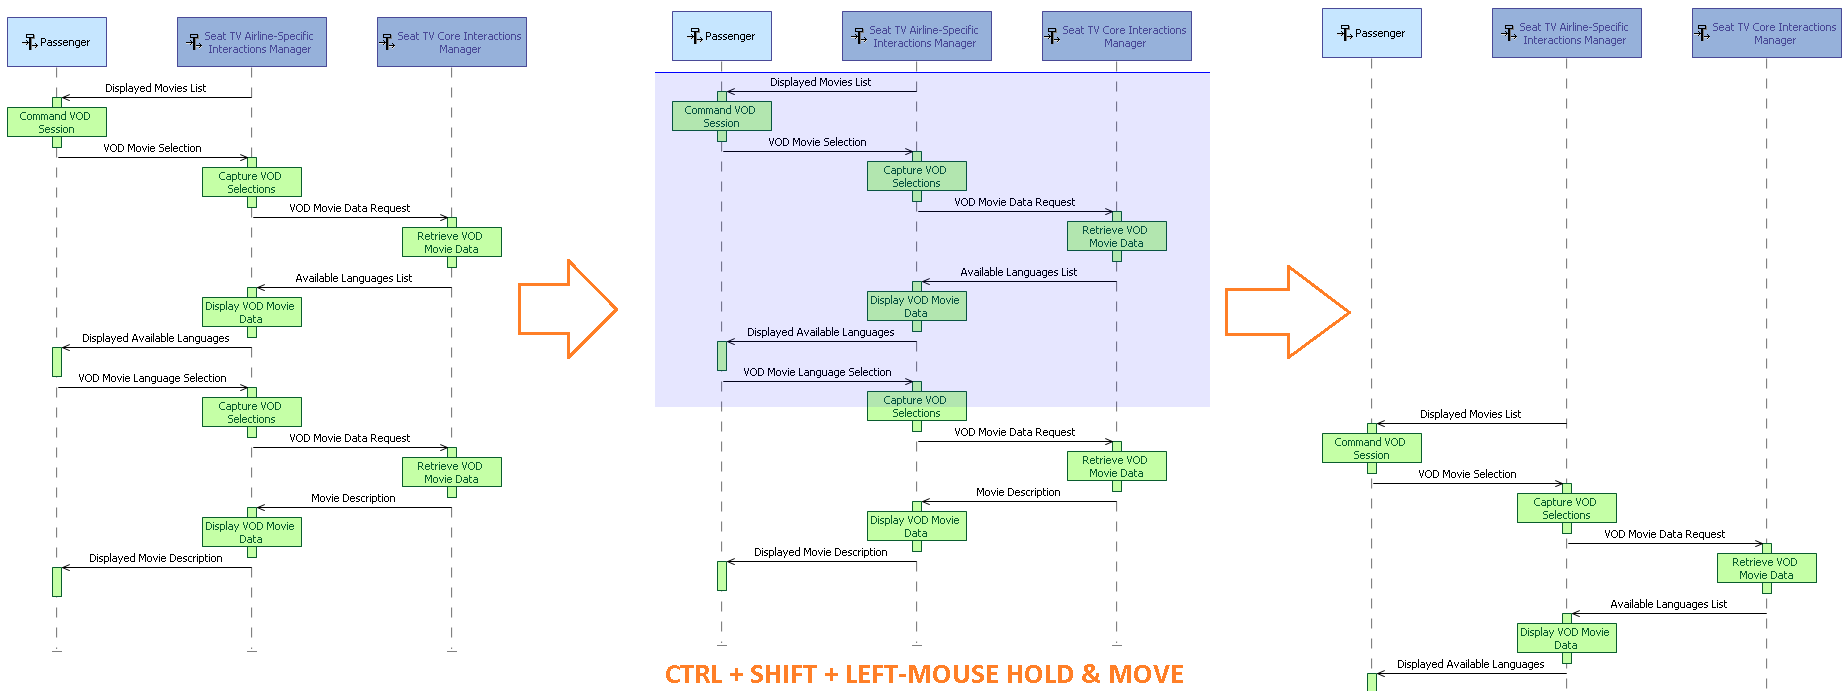 Passenger
Seat TV Airline-Specific
Interactions Manager
Seat TV Core Interactions
Manager
Displayed Movies List
Command VOD
Session
VOD Movie Selection
Capture VOD
Selections
VOD Movie Data Request
Retrieve VOD
Movie Data
Available Languages List
Display VOD Movie
Data
Displayed Available Languages
VOD Movie Language Selection
Capture VOD
Selections
VOD Movie Data Request
Retrieve VOD
Movie Data
Movie Description
Display VOD Movie
Data
Displayed Movie Description
Passenger
Seat TV Airline-Specific
Interactions Manager
Seat TV Core Interactions
Manager
Displayed Movies List
Command VOD
Session
VOD Movie Selection
Capture VOD
Selections
VOD Movie Data Request
Retrieve VOD
Movie Data
Available Languages List
Display VOD Movie
Data
Displayed Available Languages
VOD Movie Language Selection
Capture VOD
Selections
VOD Movie Data Request
Retrieve VOD
Movie Data
Movie Description
Display VOD Movie
Data
Displayed Movie Description
CTRL + SHIFT + LEFT-MOUSE HOLD & MOVE
Passenger
Seat TV Airline-Specific
Interactions Manager
Seat TV Core Interactions
Manager
Displayed Movies List
Command VOD
Session
VOD Movie Selection
Capture VOD
Selections
VOD Movie Data Request
Retrieve VOD
Movie Data
Available Languages List
Display VOD Movie
Data
Displayed Available Languages